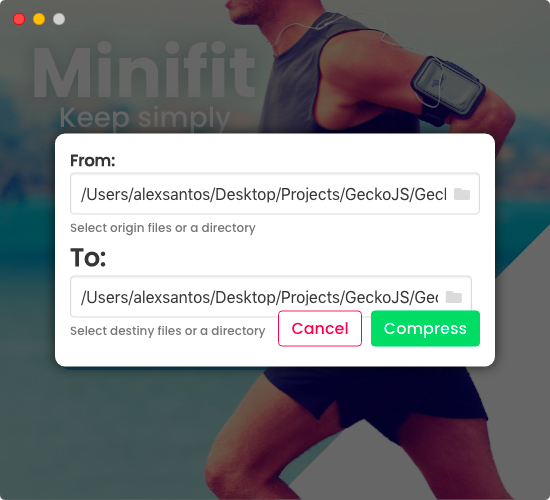 Minifit
Keep simply
From:
/Users/alexsantos/Desktop/Projects/GeckoJS/Gecl
Select origin files or a directory
To:
/Users/alexsantos/Desktop/Projects/GeckoJS/Gec
Select destiny files or a directory
Cancel
Compress